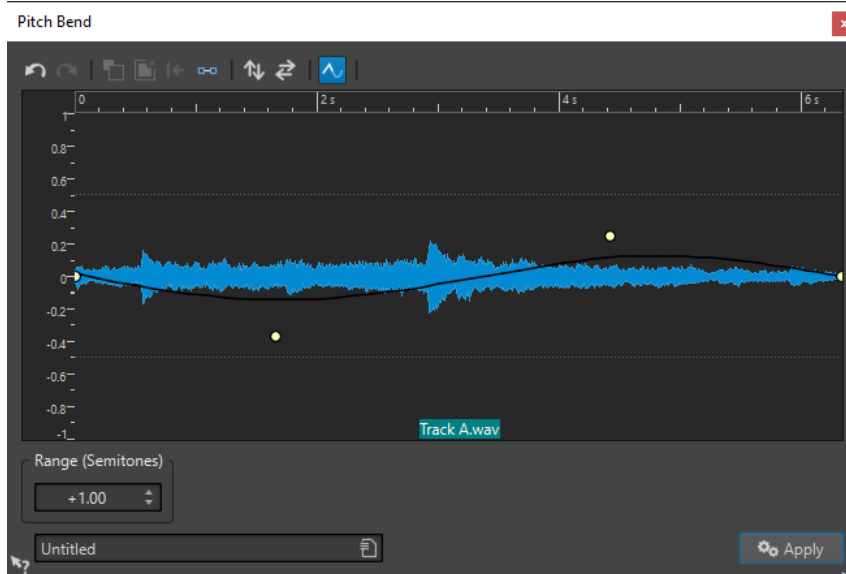 Pitch Bend
0 2 s 4 s 6 s
1
0.8
0.6
0.4
0.2
0
-0.2
-0.4
-0.6
-0.8
-1
Track A.wav
Range (Semitones)
+1.00
Untitled
Apply